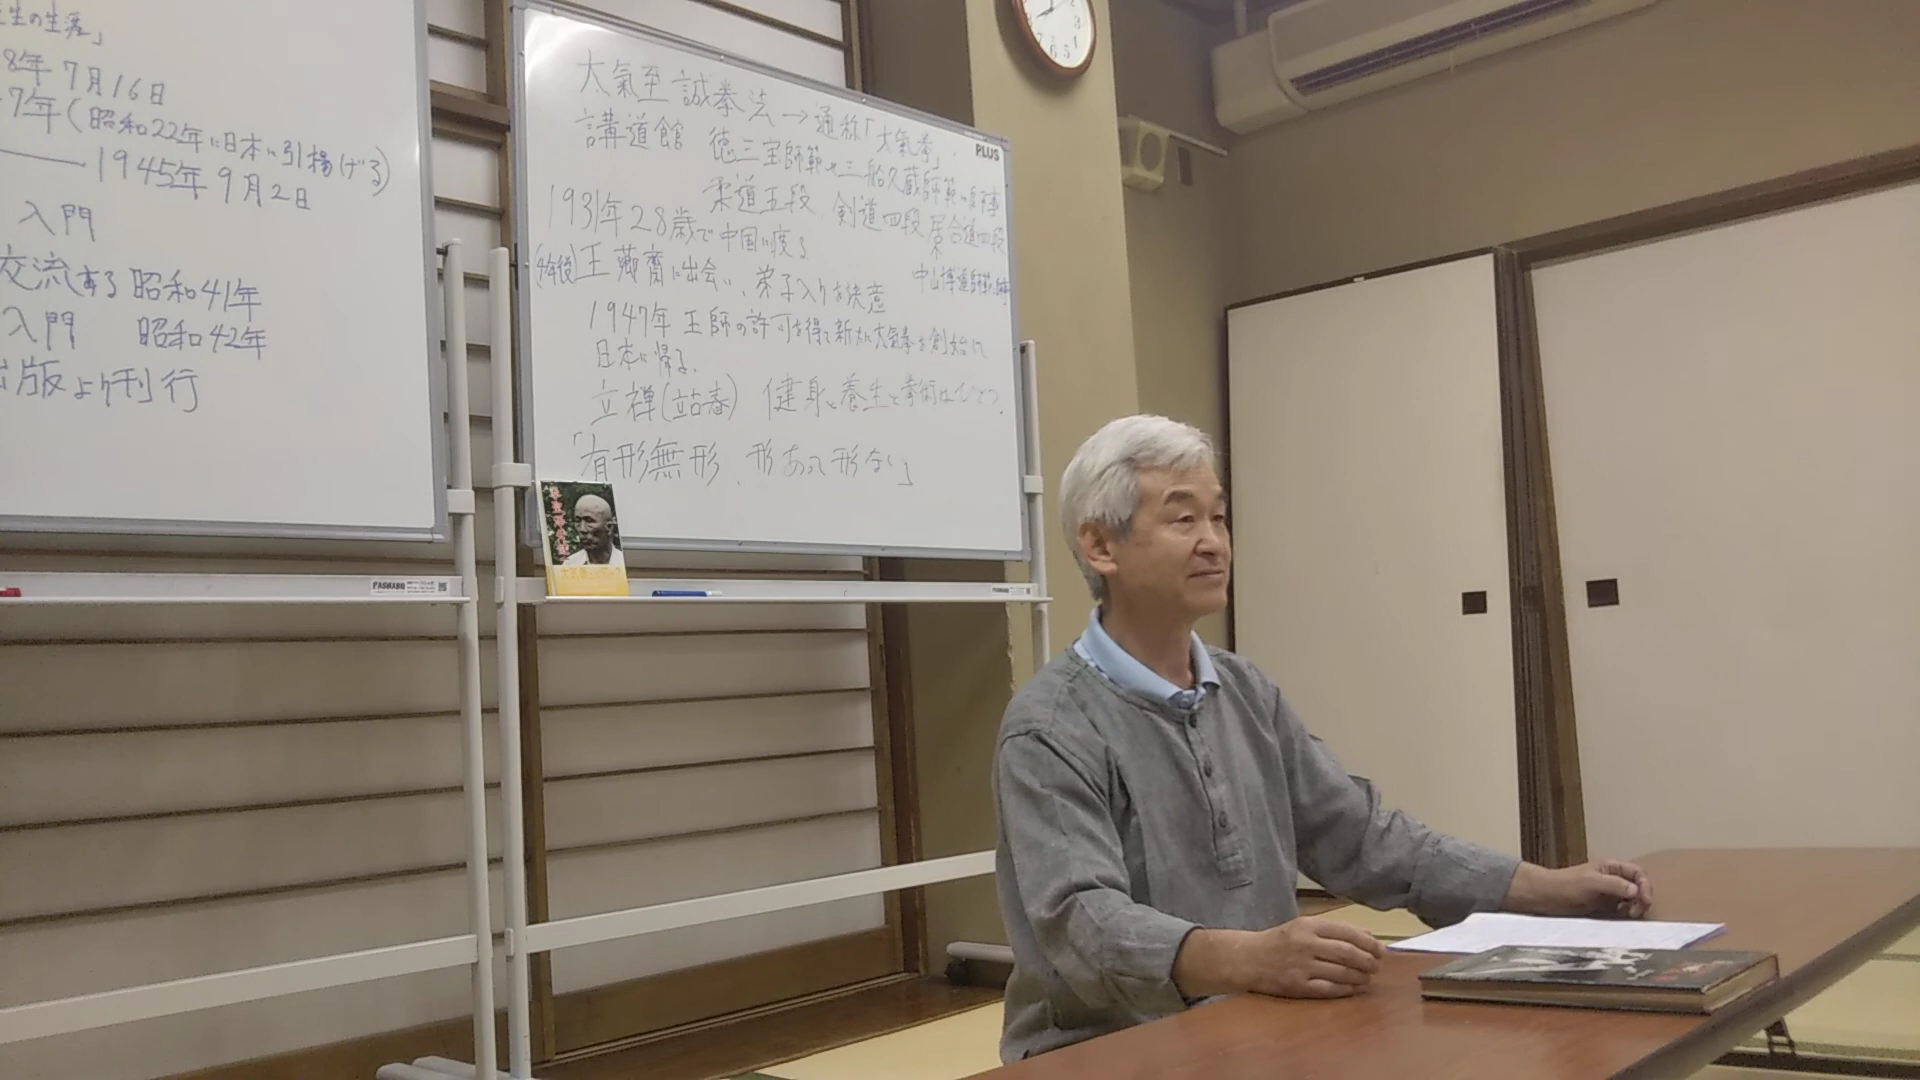 生の生涯」
8年7月16日
7年(昭和22年に日本に引揚げる)
1945年9月2日
入門
交流する 昭和41年
入門 昭和42年
出版より刊行
PASHABO
大氣至誠拳法→通称「大氣拳」
PLUS
講道館 徳三宝師範や三船久蔵師範に師事
柔道五段 剣道四段 居合道四段
1931年28歳で中国に渡る
中山博道師範に師事
(4年後)王薌齋に出会い、弟子入りを決意
1947年 王師の許可を得て新たに大氣拳を創始して
日本に帰る。
立禅(站春) 健身と養生と拳術はひとつ。
「有形無形、形あって形ない」